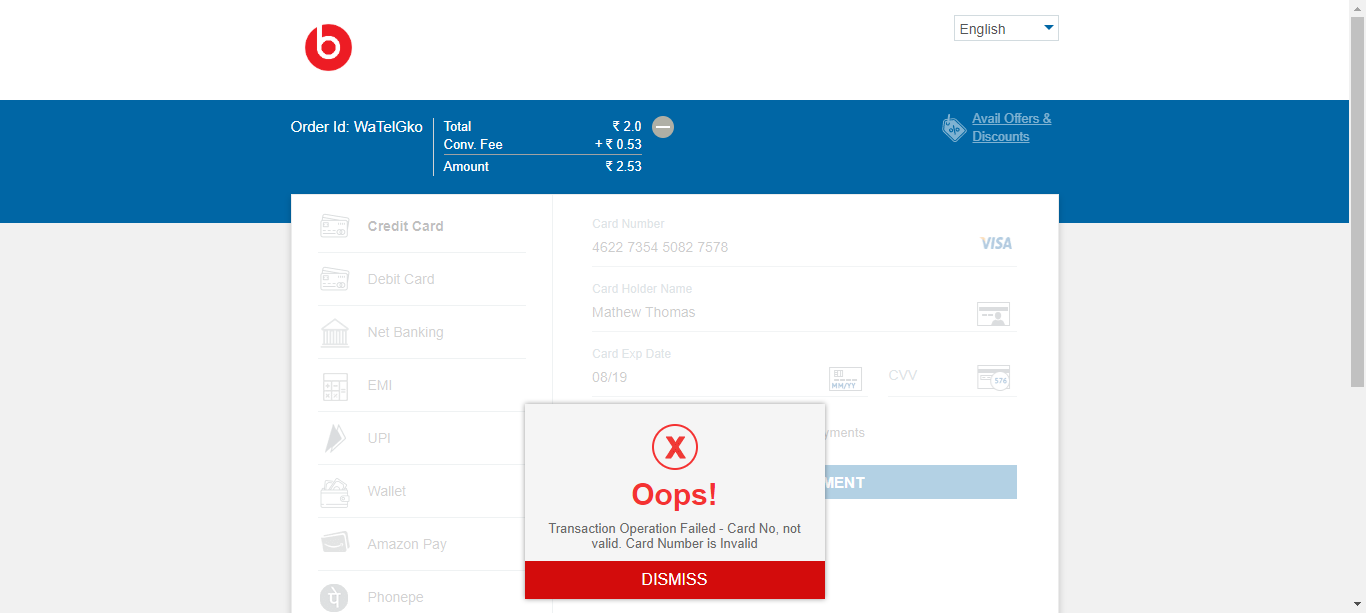 b
English
Order Id: WaTelGko
Total ₹ 2.0
Conv. Fee + ₹ 0.53
Amount ₹ 2.53
Avail Offers &
Discounts
%
Credit Card
Debit Card
Net Banking
EMI
UPI
Wallet
Amazon Pay
Phonepe
Card Number
4622 7354 5082 7578
VISA
Card Holder Name
Mathew Thomas
Card Exp Date
08/19
MM/YY
CVV
576
yments
MENT
X
Oops!
Transaction Operation Failed - Card No, not
valid. Card Number is Invalid
DISMISS